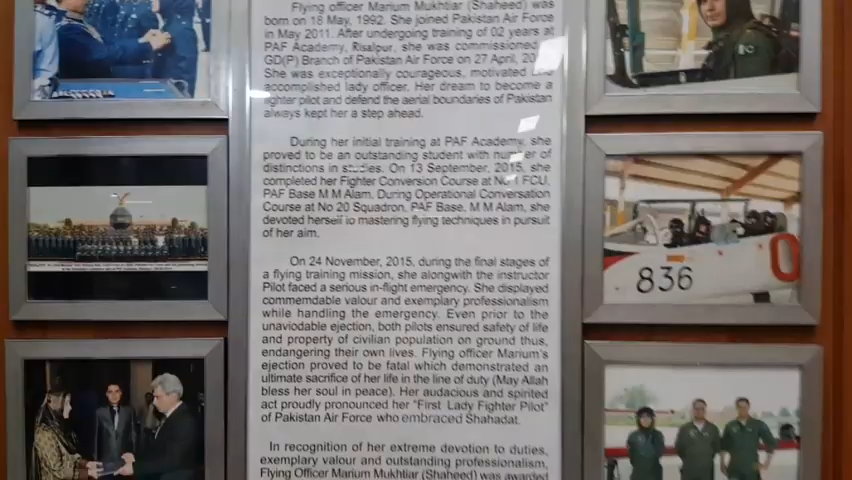 Flying officer Marium Mukhtiar (Shaheed) was
born on 18 May, 1992. She joined Pakistan Air Force
in May 2011. After undergoing training of 02 years at
PAF Academy, Risalpur, she was commissioned
GD(P) Branch of Pakistan Air Force on 27 April,
She was exceptionally courageous, motivated
accomplished lady officer. Her dream to become a
fighter pilot and defend the aerial boundaries of Pakistan
always kept her a step ahead.
During her initial training at PAF Academy, she
proved to be an outstanding student with number of
distinctions in studies. On 13 September, 2015, she
completed her Fighter Conversion Course at No 1 FCU,
PAF Base M M Alam. During Operational Conversation
Course at No 20 Squadron, PAF Base, M M Alam, she
devoted herself to mastering flying techniques in pursuit
of her aim.
On 24 November, 2015, during the final stages of
a flying training mission, she alongwith the instructor
Pilot faced a serious in-flight emergency. She displayed
commemdable valour and exemplary professionalism
while handling the emergency. Even prior to the
unaviodable ejection, both pilots ensured safety of life
and property of civilian population on ground thus,
endangering their own lives. Flying officer Marium's
ejection proved to be fatal which demonstrated an
ultimate sacrifice of her life in the line of duty (May Allah
bless her soul in peace). Her audacious and spirited
act proudly pronounced her "First Lady Fighter Pilot"
of Pakistan Air Force who embraced Shahadat.
In recognition of her extreme devotion to duties,
exemplary valour and outstanding professionalism,
Flying Officer Marium Mukhtiar (Shaheed) was awarded
836
0